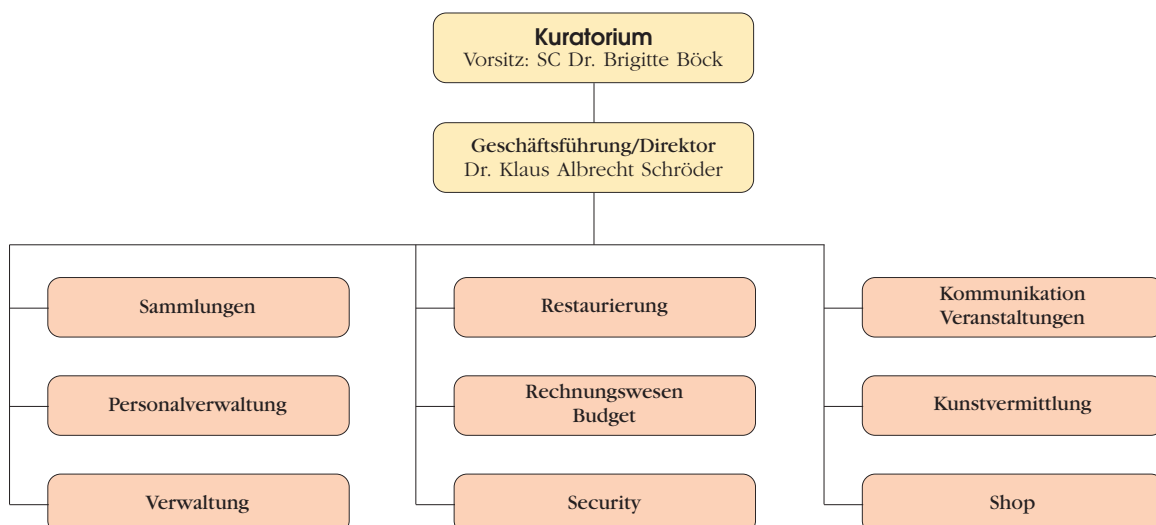 Kuratorium
Vorsitz: SC Dr. Brigitte Böck
Geschäftsführung/Direktor
Dr. Klaus Albrecht Schröder
Sammlungen
Restaurierung
Kommunikation
Veranstaltungen
Personalverwaltung
Rechnungswesen
Budget
Kunstvermittlung
Verwaltung
Security
Shop